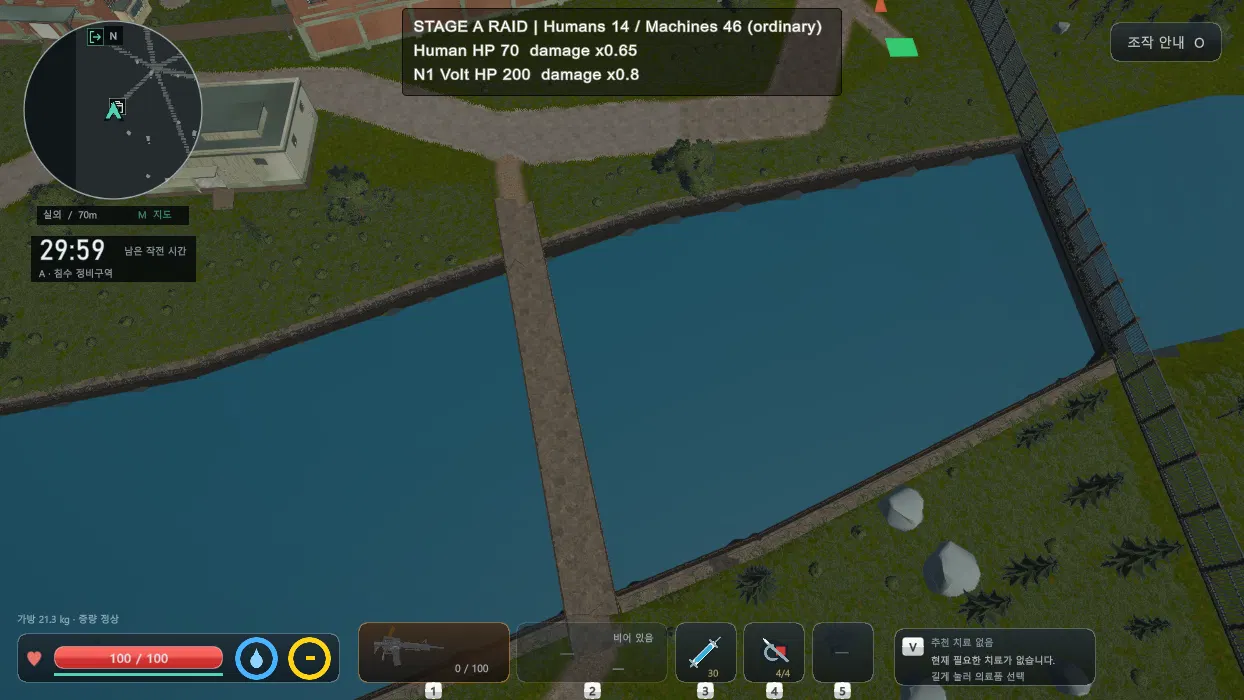 STAGE A RAID | Humans 14 / Machines 46 (ordinary)
Human HP 70 damage x0.65
N1 Volt HP 200 damage x0.8
조작 안내 O
N
실외 / 70m M 지도
29:59 남은 작전 시간
A · 침수 정비구역
가방 21.3 kg · 중량 정상
100 / 100
0 / 100
비어 있음
30
4/4
V 추천 치료 없음
현재 필요한 치료가 없습니다.
길게 눌러 의료품 선택
1 2 3 4 5